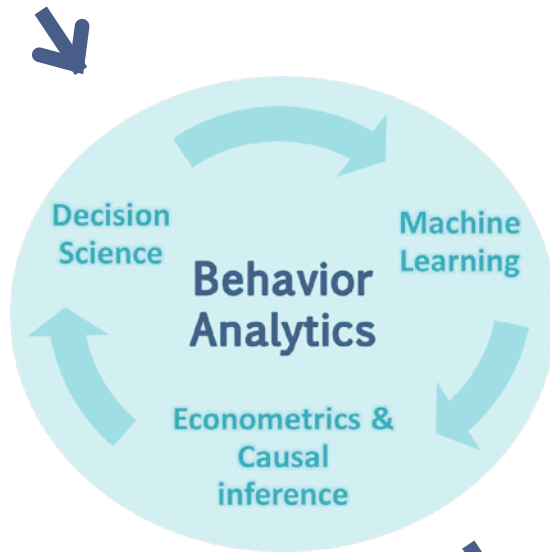 Decision
Science
Machine
Learning
Behavior
Analytics
Econometrics &
Causal
inference